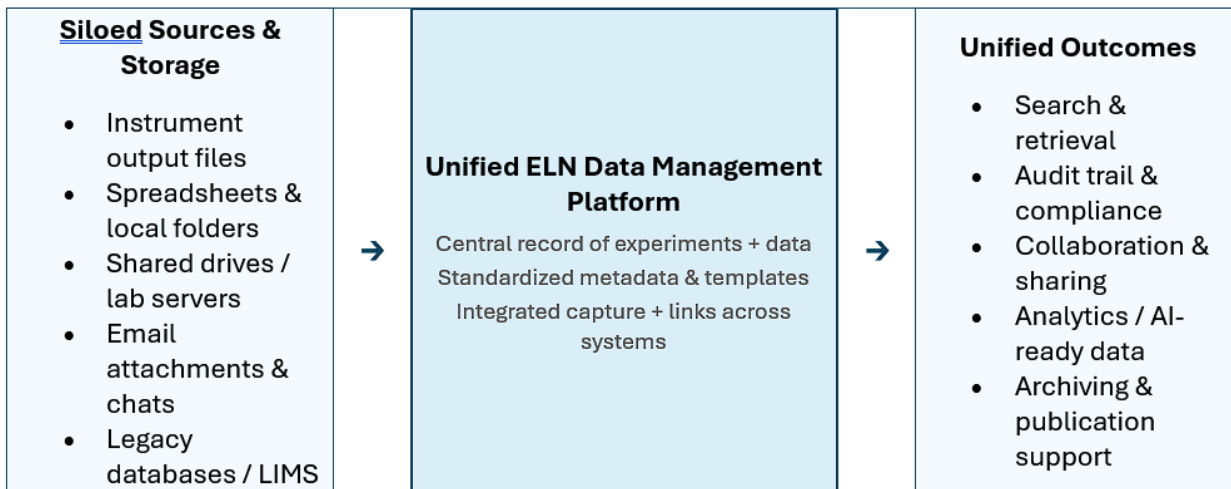 Siloed Sources &
Storage
• Instrument
output files
• Spreadsheets &
local folders
• Shared drives /
lab servers
• Email
attachments &
chats
• Legacy
databases / LIMS
→
Unified ELN Data Management
Platform
Central record of experiments + data
Standardized metadata & templates
Integrated capture + links across
systems
→
Unified Outcomes
• Search &
retrieval
• Audit trail &
compliance
• Collaboration &
sharing
• Analytics / AI-
ready data
• Archiving &
publication
support